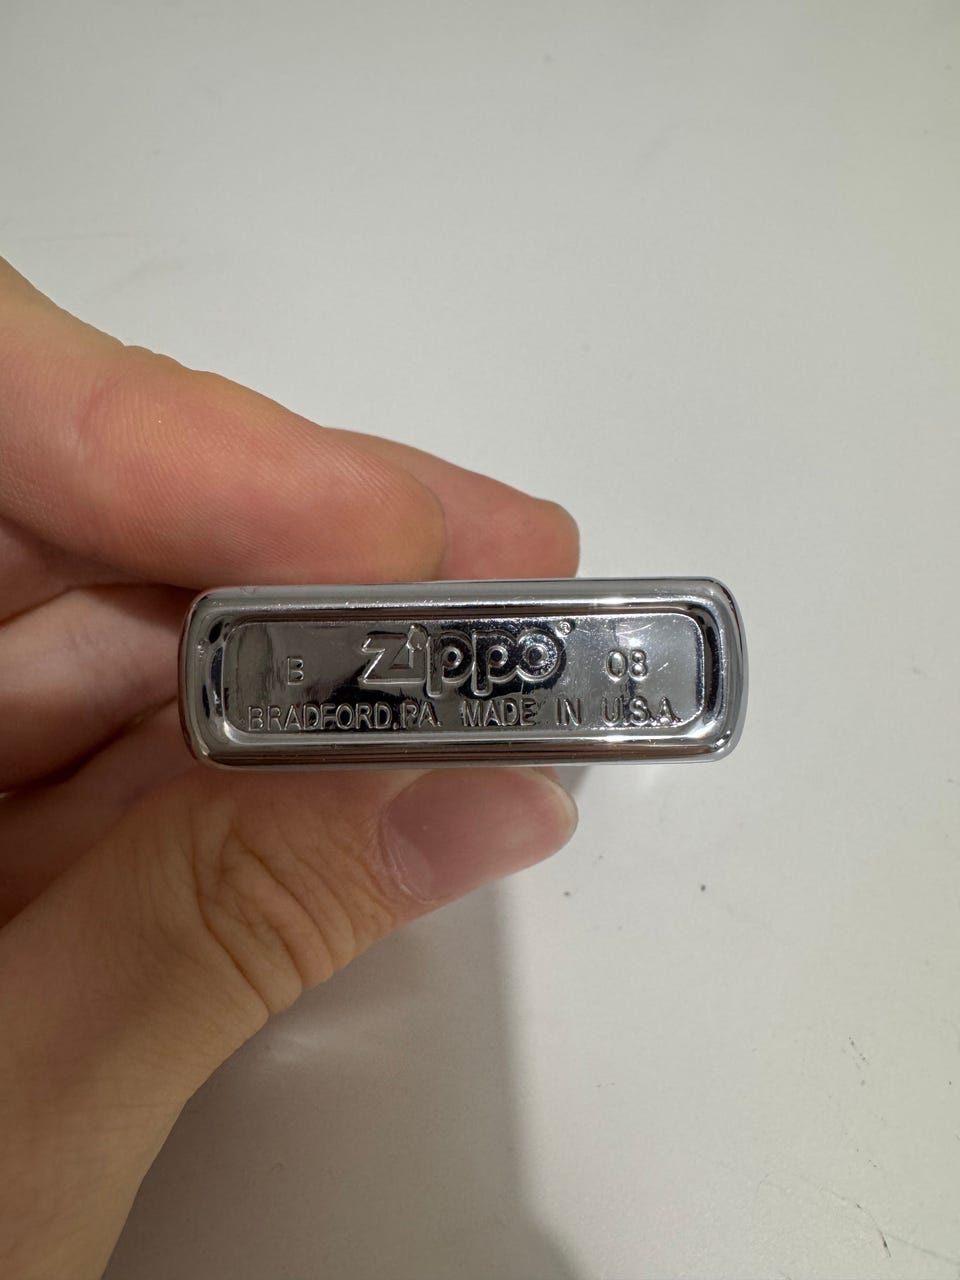 B Zippo® 08
BRADFORD, PA. MADE IN U.S.A.